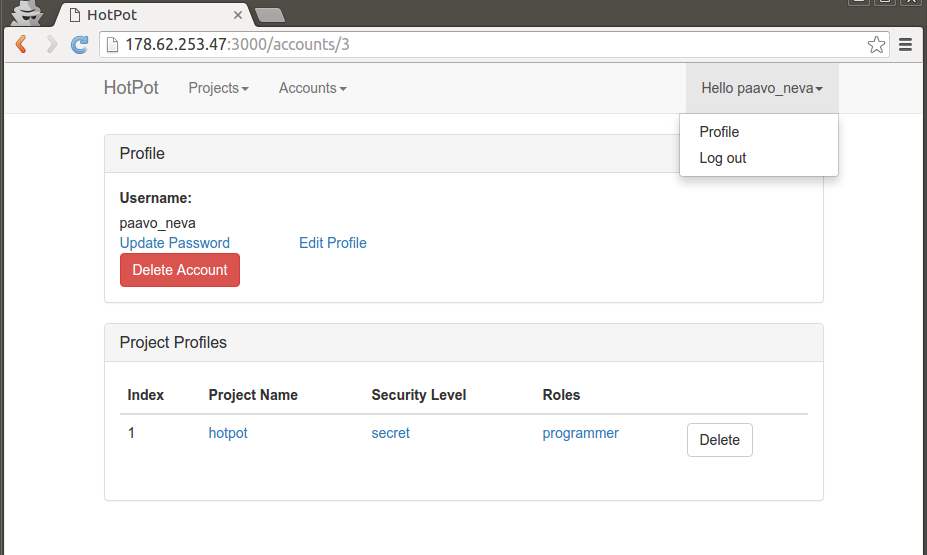 HotPot
178.62.253.47:3000/accounts/3
HotPot Projects Accounts Hello paavo_neva
Profile
Log out
Profile
Username:
paavo_neva
Update Password Edit Profile
Delete Account
Project Profiles
Index Project Name Security Level Roles
1 hotpot secret programmer Delete